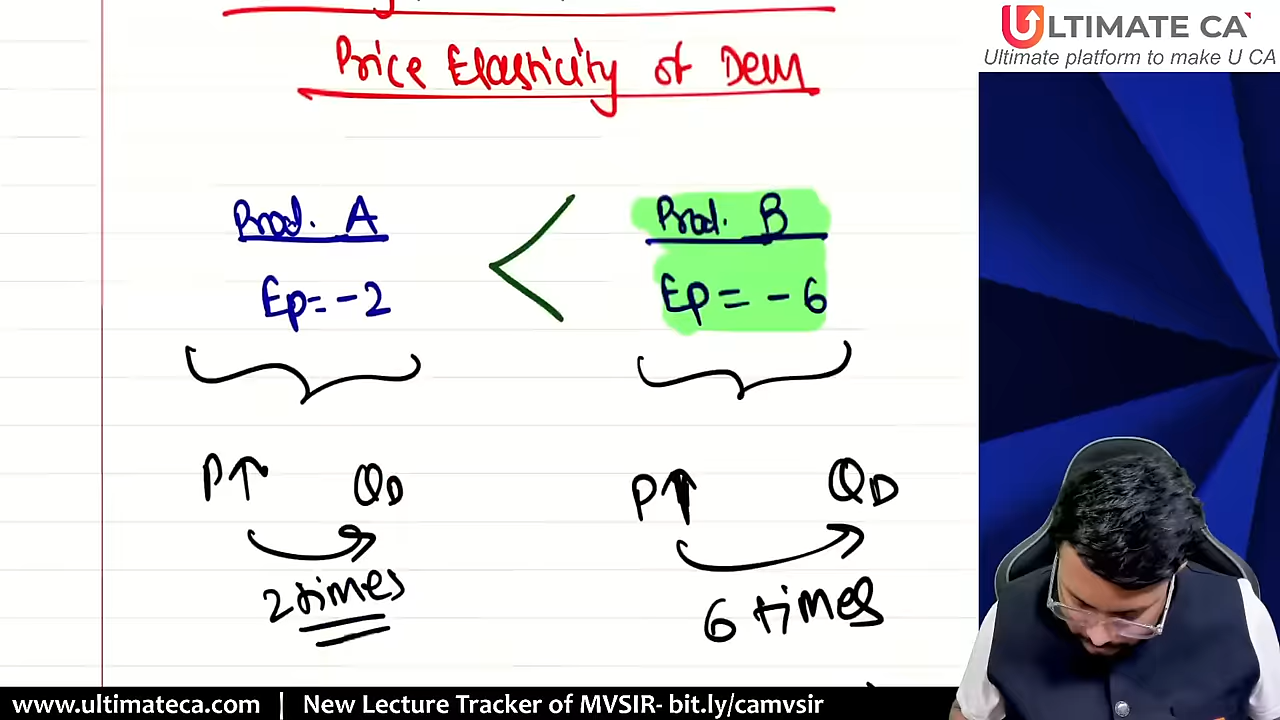 ULTIMATE CA
Ultimate platform to make U CA
Price Elasticity of Dem
Prod. A < Prod. B
Ep = -2 Ep = -6
P↑ QD P↑ QD
2 times 6 times
www.ultimateca.com | New Lecture Tracker of MVSIR- bit.ly/camvsir